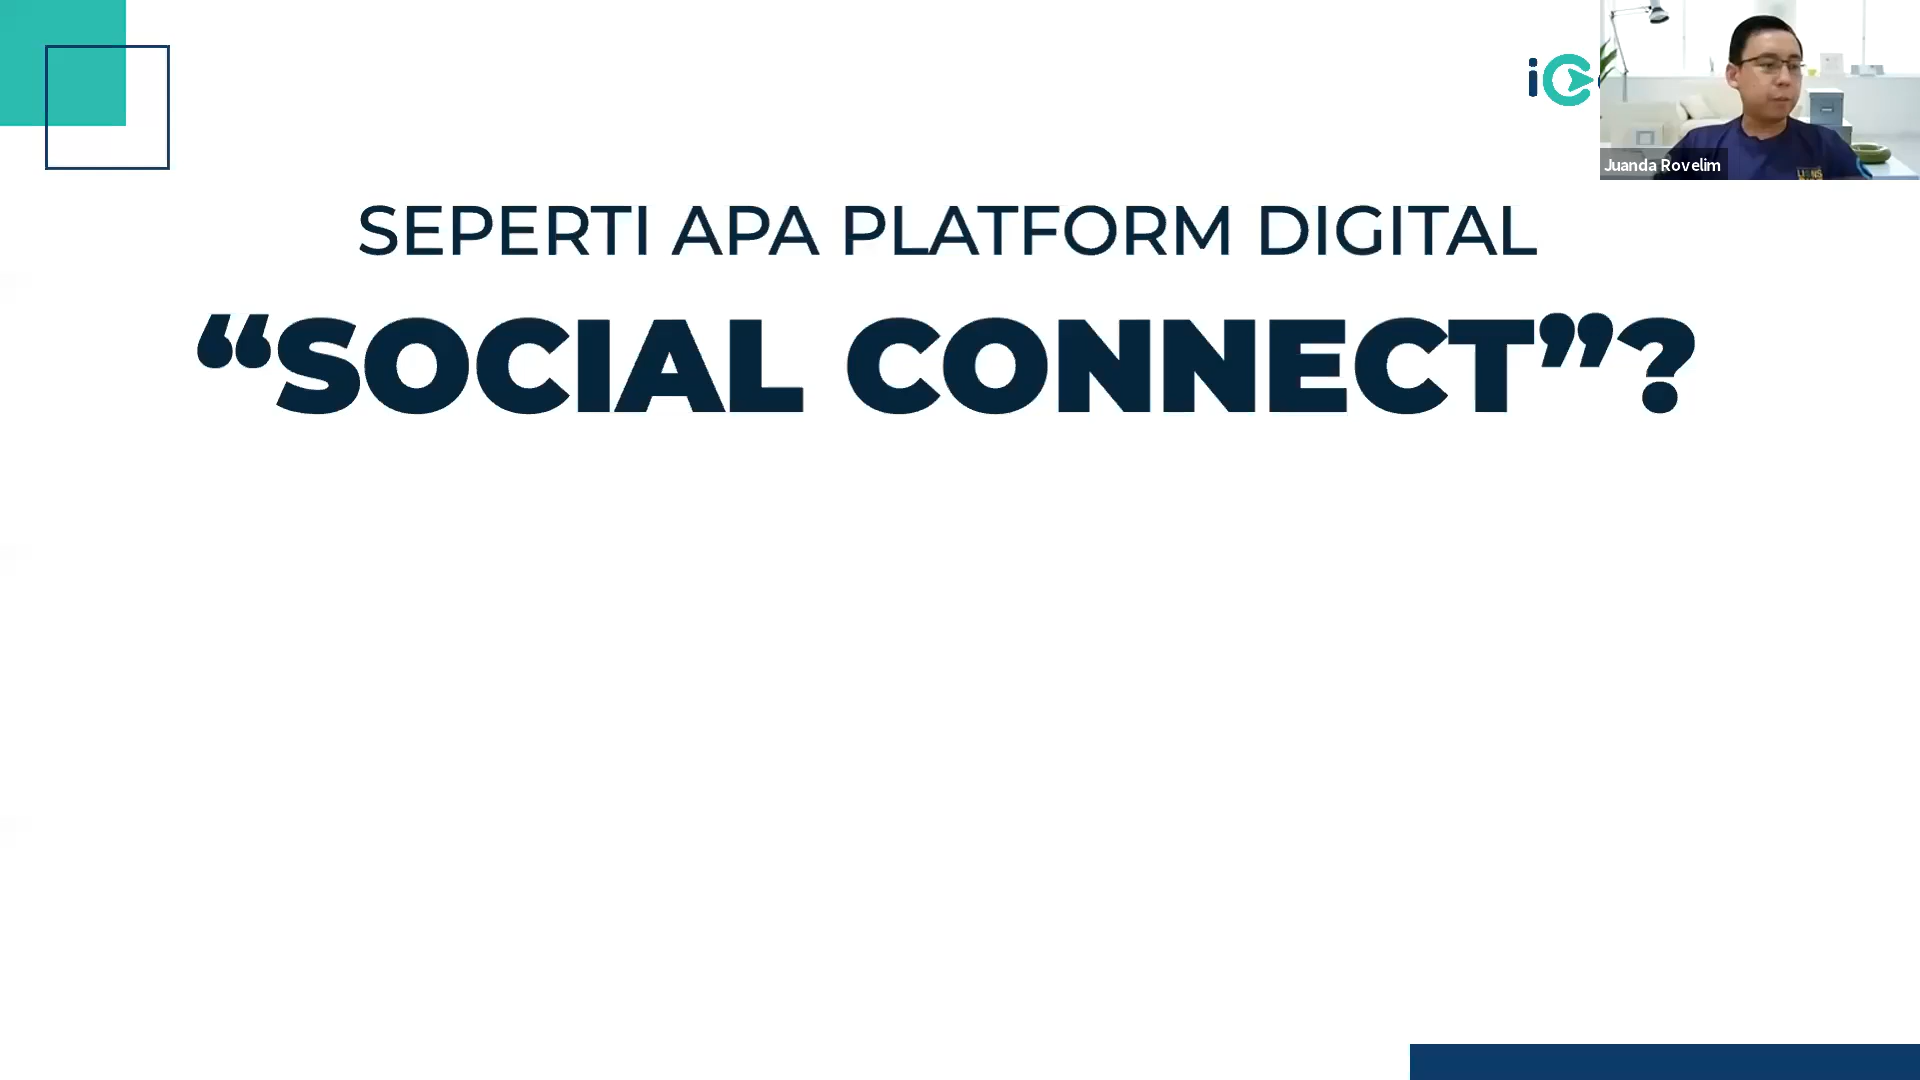 SEPERTI APA PLATFORM DIGITAL
“SOCIAL CONNECT”?
Juanda Rovelim